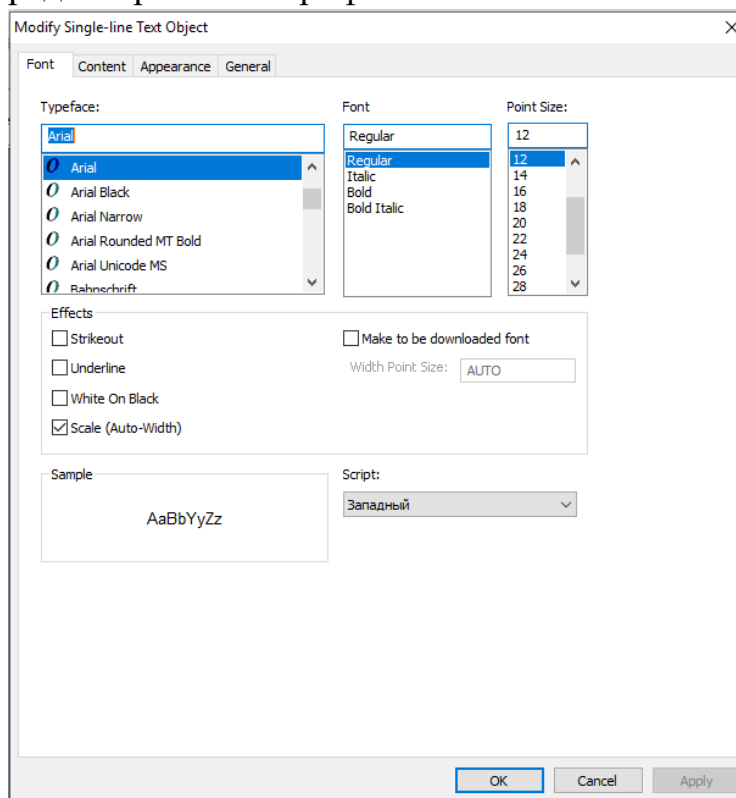 Modify Single-line Text Object
Font Content Appearance General
Typeface: Font Point Size:
Arial Regular 12
Arial
Arial Black
Arial Narrow
Arial Rounded MT Bold
Arial Unicode MS
Bahnschrift
Regular
Italic
Bold
Bold Italic
12
14
16
18
20
22
24
26
28
Effects
Strikeout
Underline
White On Black
Scale (Auto-Width)
Make to be downloaded font
Width Point Size: AUTO
Sample
AaBbYyZz
Script:
Западный
OK Cancel Apply